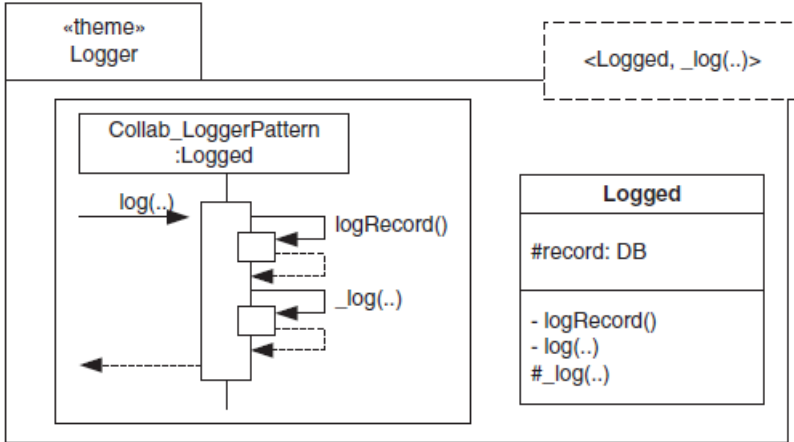 «theme»
Logger
<Logged, _log(..)>
Collab_LoggerPattern
:Logged
log(..)
logRecord()
_log(..)
Logged
#record: DB
- logRecord()
- log(..)
#_log(..)